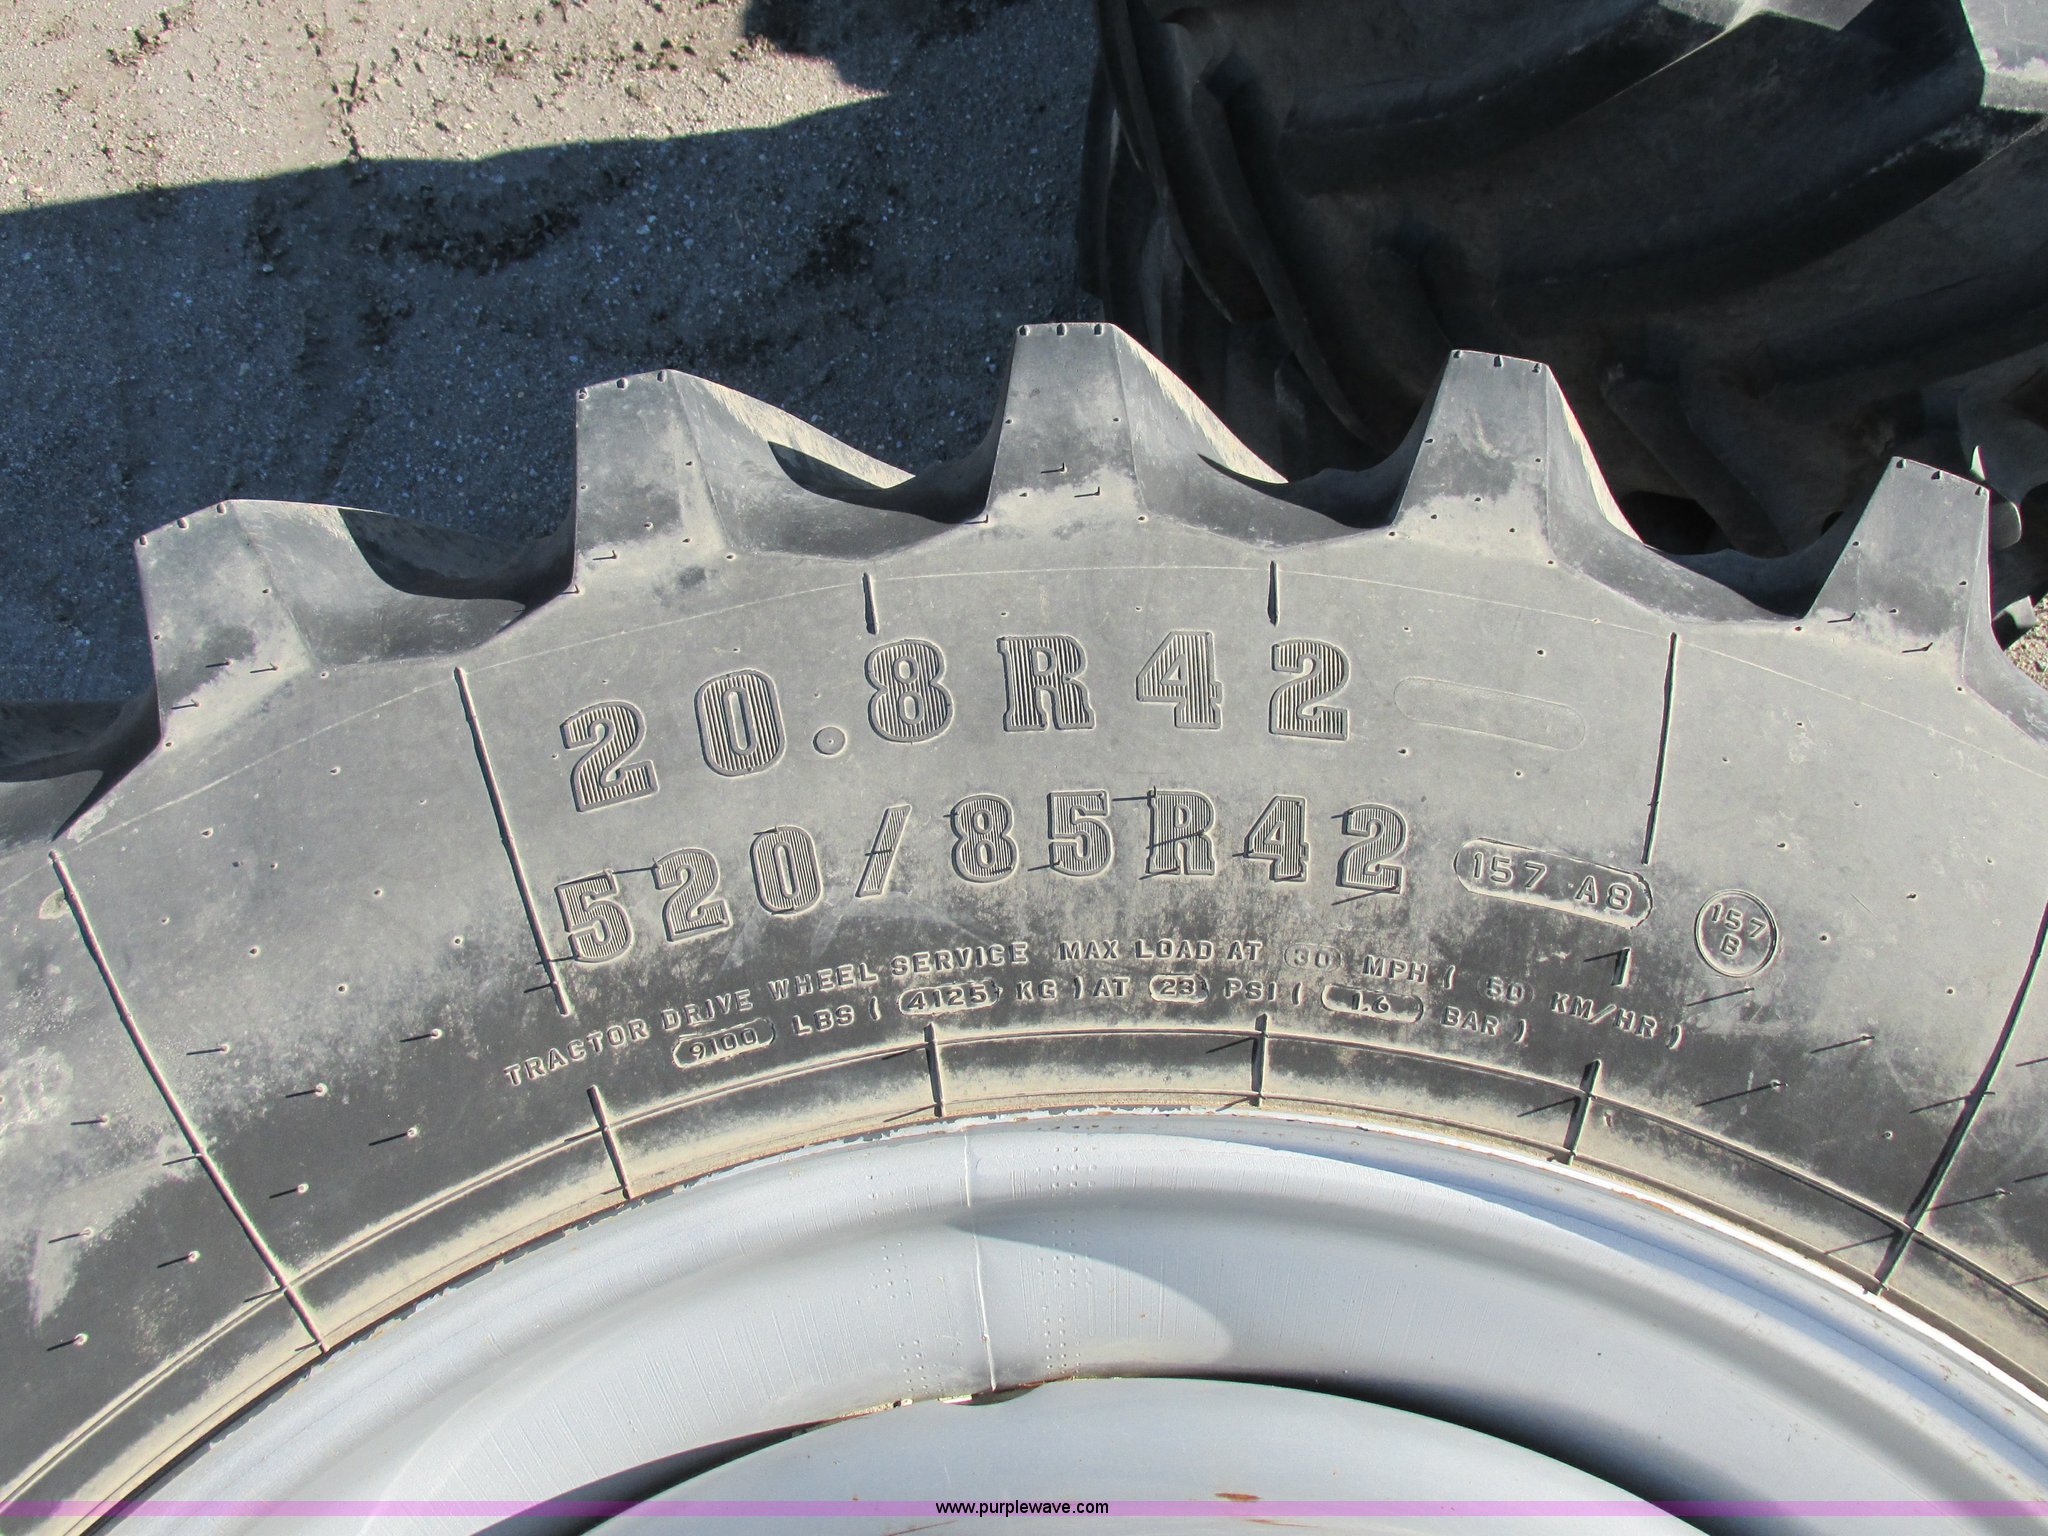 20.8R42
520/85R42 157 A8 157 B
TRACTOR DRIVE WHEEL SERVICE MAX LOAD AT 30 MPH ( 50 KM/HR )
9100 LBS ( 4125 KG ) AT 23 PSI ( 1.6 BAR )
www.purplewave.com